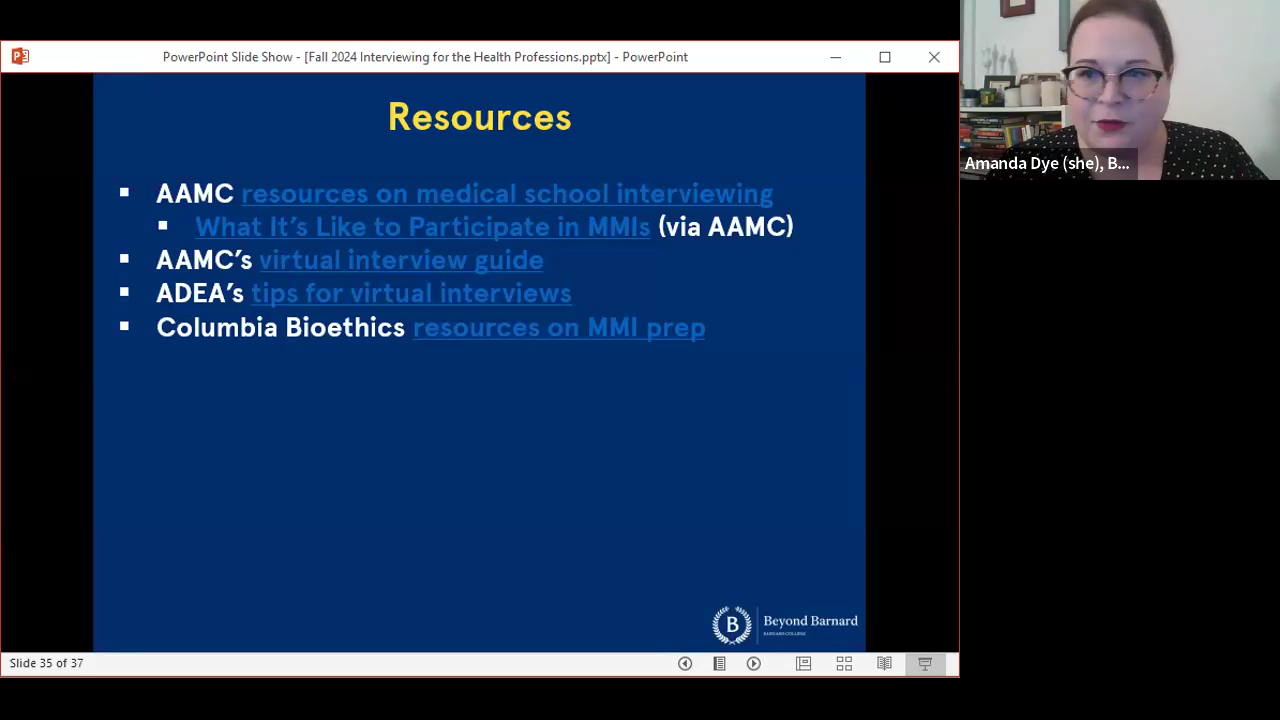 PowerPoint Slide Show - [Fall 2024 Interviewing for the Health Professions.pptx] - PowerPoint
Resources
▪ AAMC resources on medical school interviewing
▪ What It’s Like to Participate in MMIs (via AAMC)
▪ AAMC’s virtual interview guide
▪ ADEA’s tips for virtual interviews
▪ Columbia Bioethics resources on MMI prep
B
Beyond Barnard
BARNARD COLLEGE
Slide 35 of 37
Amanda Dye (she), B...